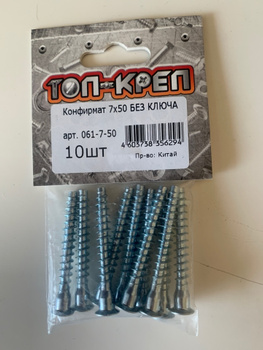 ТОП-КРЕП
Конфирмат 7х50 БЕЗ КЛЮЧА
арт. 061-7-50
10шт
4 603738 356294
Пр-во: Китай